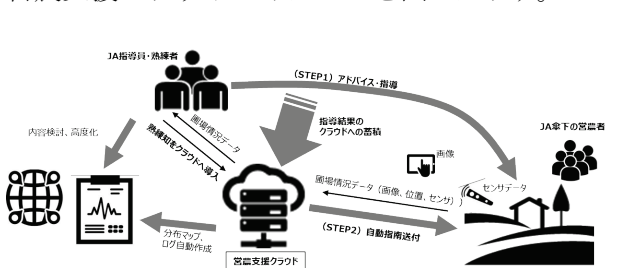 JA指導員・熟練者
（STEP1）アドバイス・指導
指導結果の
クラウドへの蓄積
圃場情況データ
熟練知をクラウドへ導入
内容検討、高度化
JA傘下の営農者
画像
センサデータ
圃場情況データ（画像、位置、センサ））
（STEP2）自動指南送付
分布マップ、
ログ自動作成
営農支援クラウド